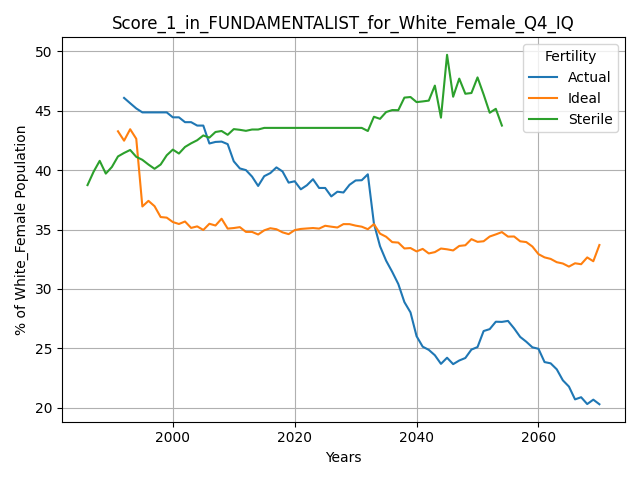 Score_1_in_FUNDAMENTALIST_for_White_Female_Q4_IQ
Fertility
Actual
Ideal
Sterile
% of White_Female Population
50
45
40
35
30
25
20
2000
2020
2040
2060
Years